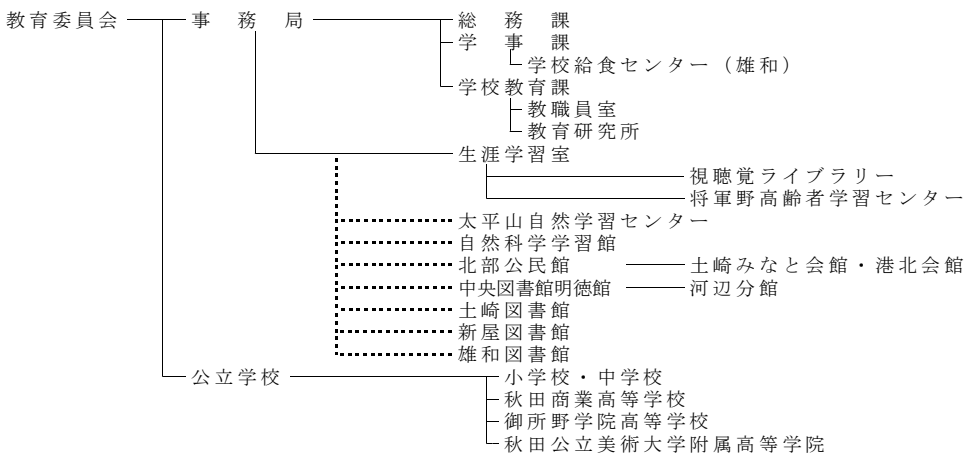 教育委員会 事務局 総務課
学事課
学校給食センター（雄和）
学校教育課
教職員室
教育研究所
生涯学習室
視聴覚ライブラリー
将軍野高齢者学習センター
太平山自然学習センター
自然科学学習館
北部公民館 土崎みなと会館・港北会館
中央図書館明徳館 河辺分館
土崎図書館
新屋図書館
雄和図書館
公立学校 小学校・中学校
秋田商業高等学校
御所野学院高等学校
秋田公立美術大学附属高等学院